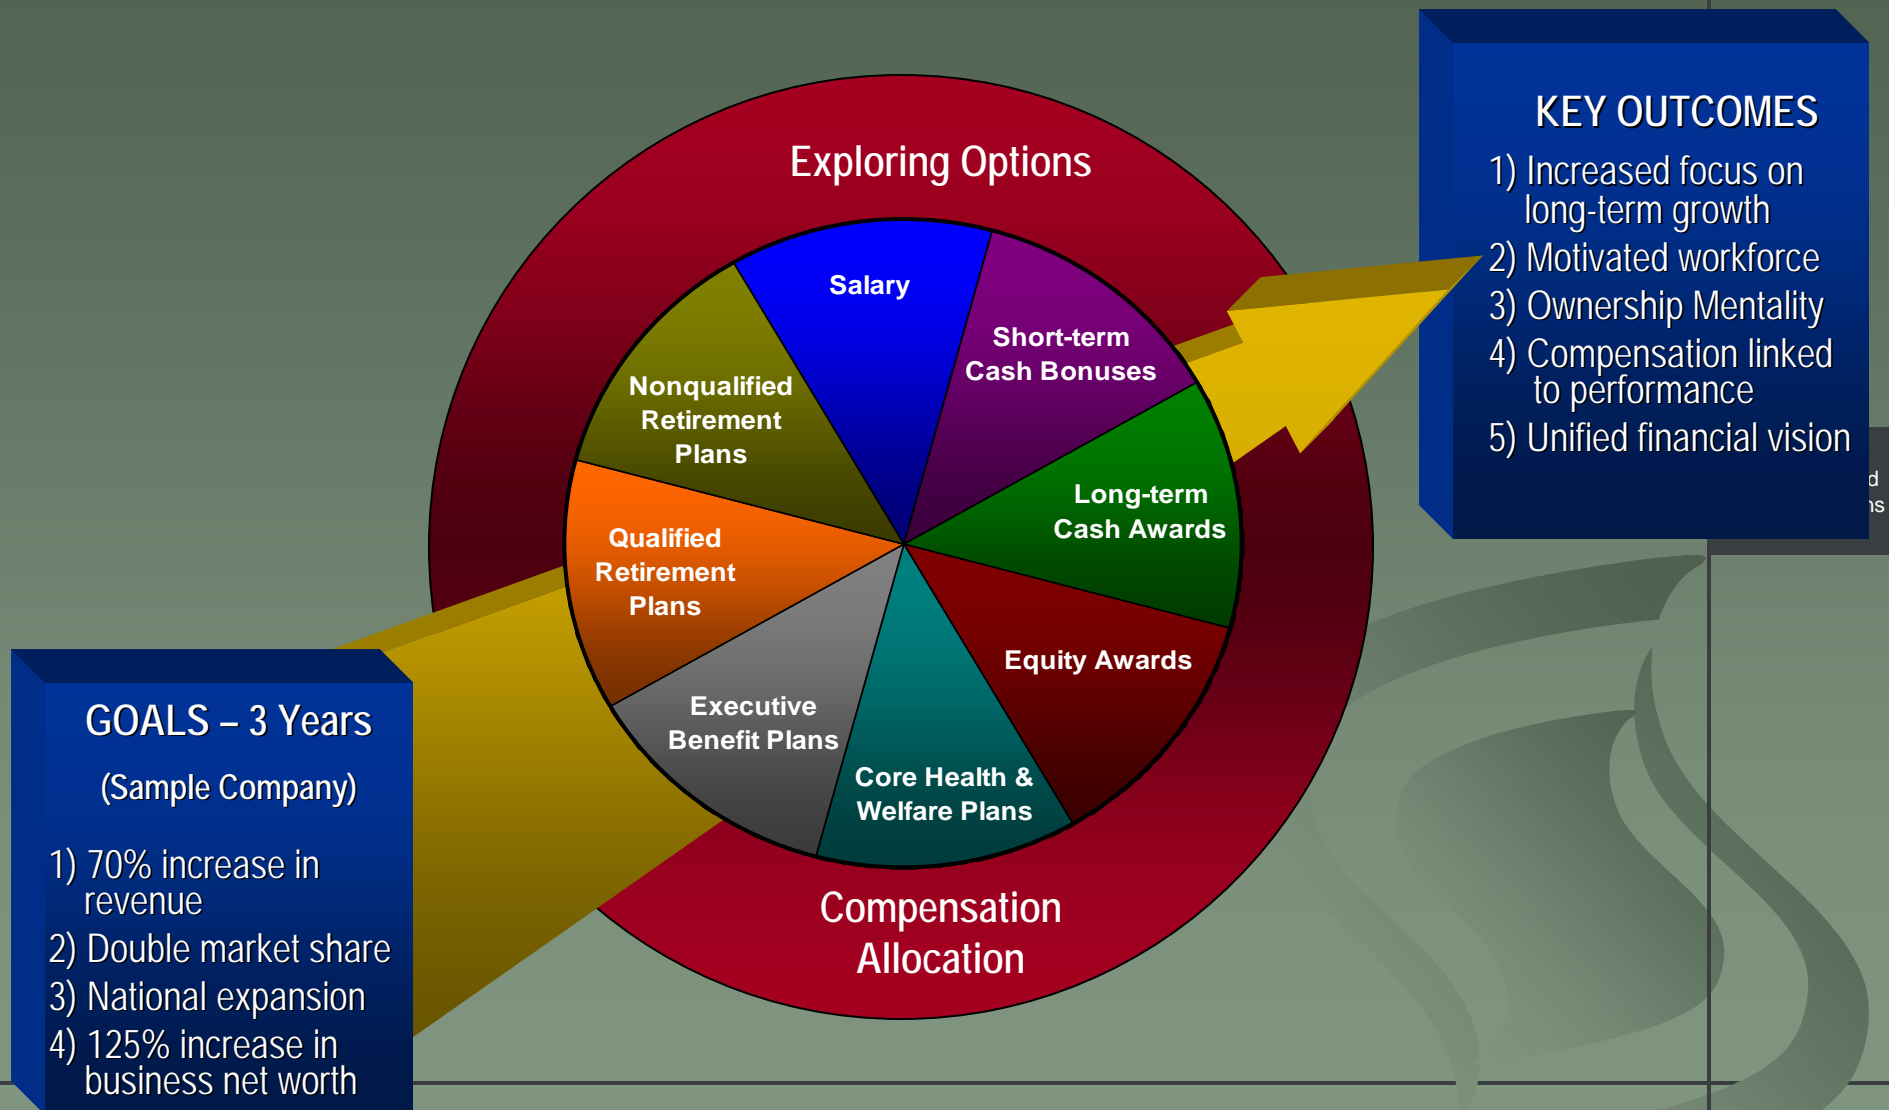 Exploring Options
Salary
Short-term
Cash Bonuses
Long-term
Cash Awards
Equity Awards
Core Health &
Welfare Plans
Executive
Benefit Plans
Qualified
Retirement
Plans
Nonqualified
Retirement
Plans
Compensation
Allocation
GOALS – 3 Years
(Sample Company)
1) 70% increase in
revenue
2) Double market share
3) National expansion
4) 125% increase in
business net worth
KEY OUTCOMES
1) Increased focus on
long-term growth
2) Motivated workforce
3) Ownership Mentality
4) Compensation linked
to performance
5) Unified financial vision